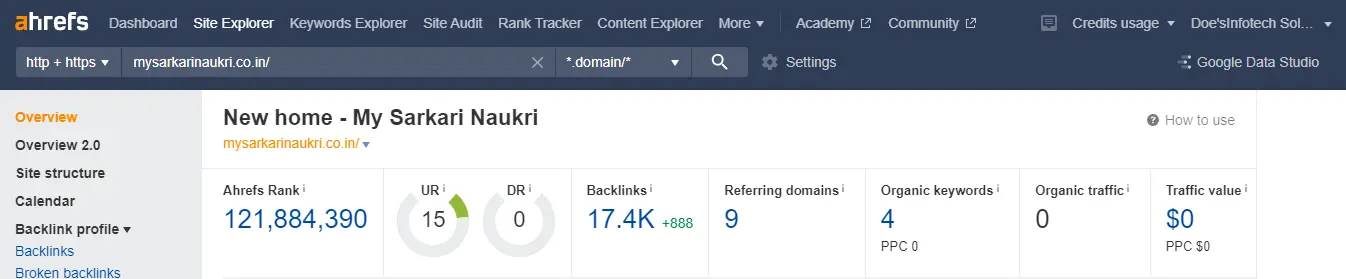 ahrefs Dashboard Site Explorer Keywords Explorer Site Audit Rank Tracker Content Explorer More Academy Community Credits usage Doe'sInfotech Sol...
http + https mysarkarinaukri.co.in/ *.domain/* Settings Google Data Studio
Overview
Overview 2.0
Site structure
Calendar
Backlink profile
Backlinks
Broken backlinks
New home - My Sarkari Naukri
How to use
mysarkarinaukri.co.in/
Ahrefs Rank
121,884,390
UR
15
DR
0
Backlinks
17.4K +888
Referring domains
9
Organic keywords
4
PPC 0
Organic traffic
0
Traffic value
$0
PPC $0